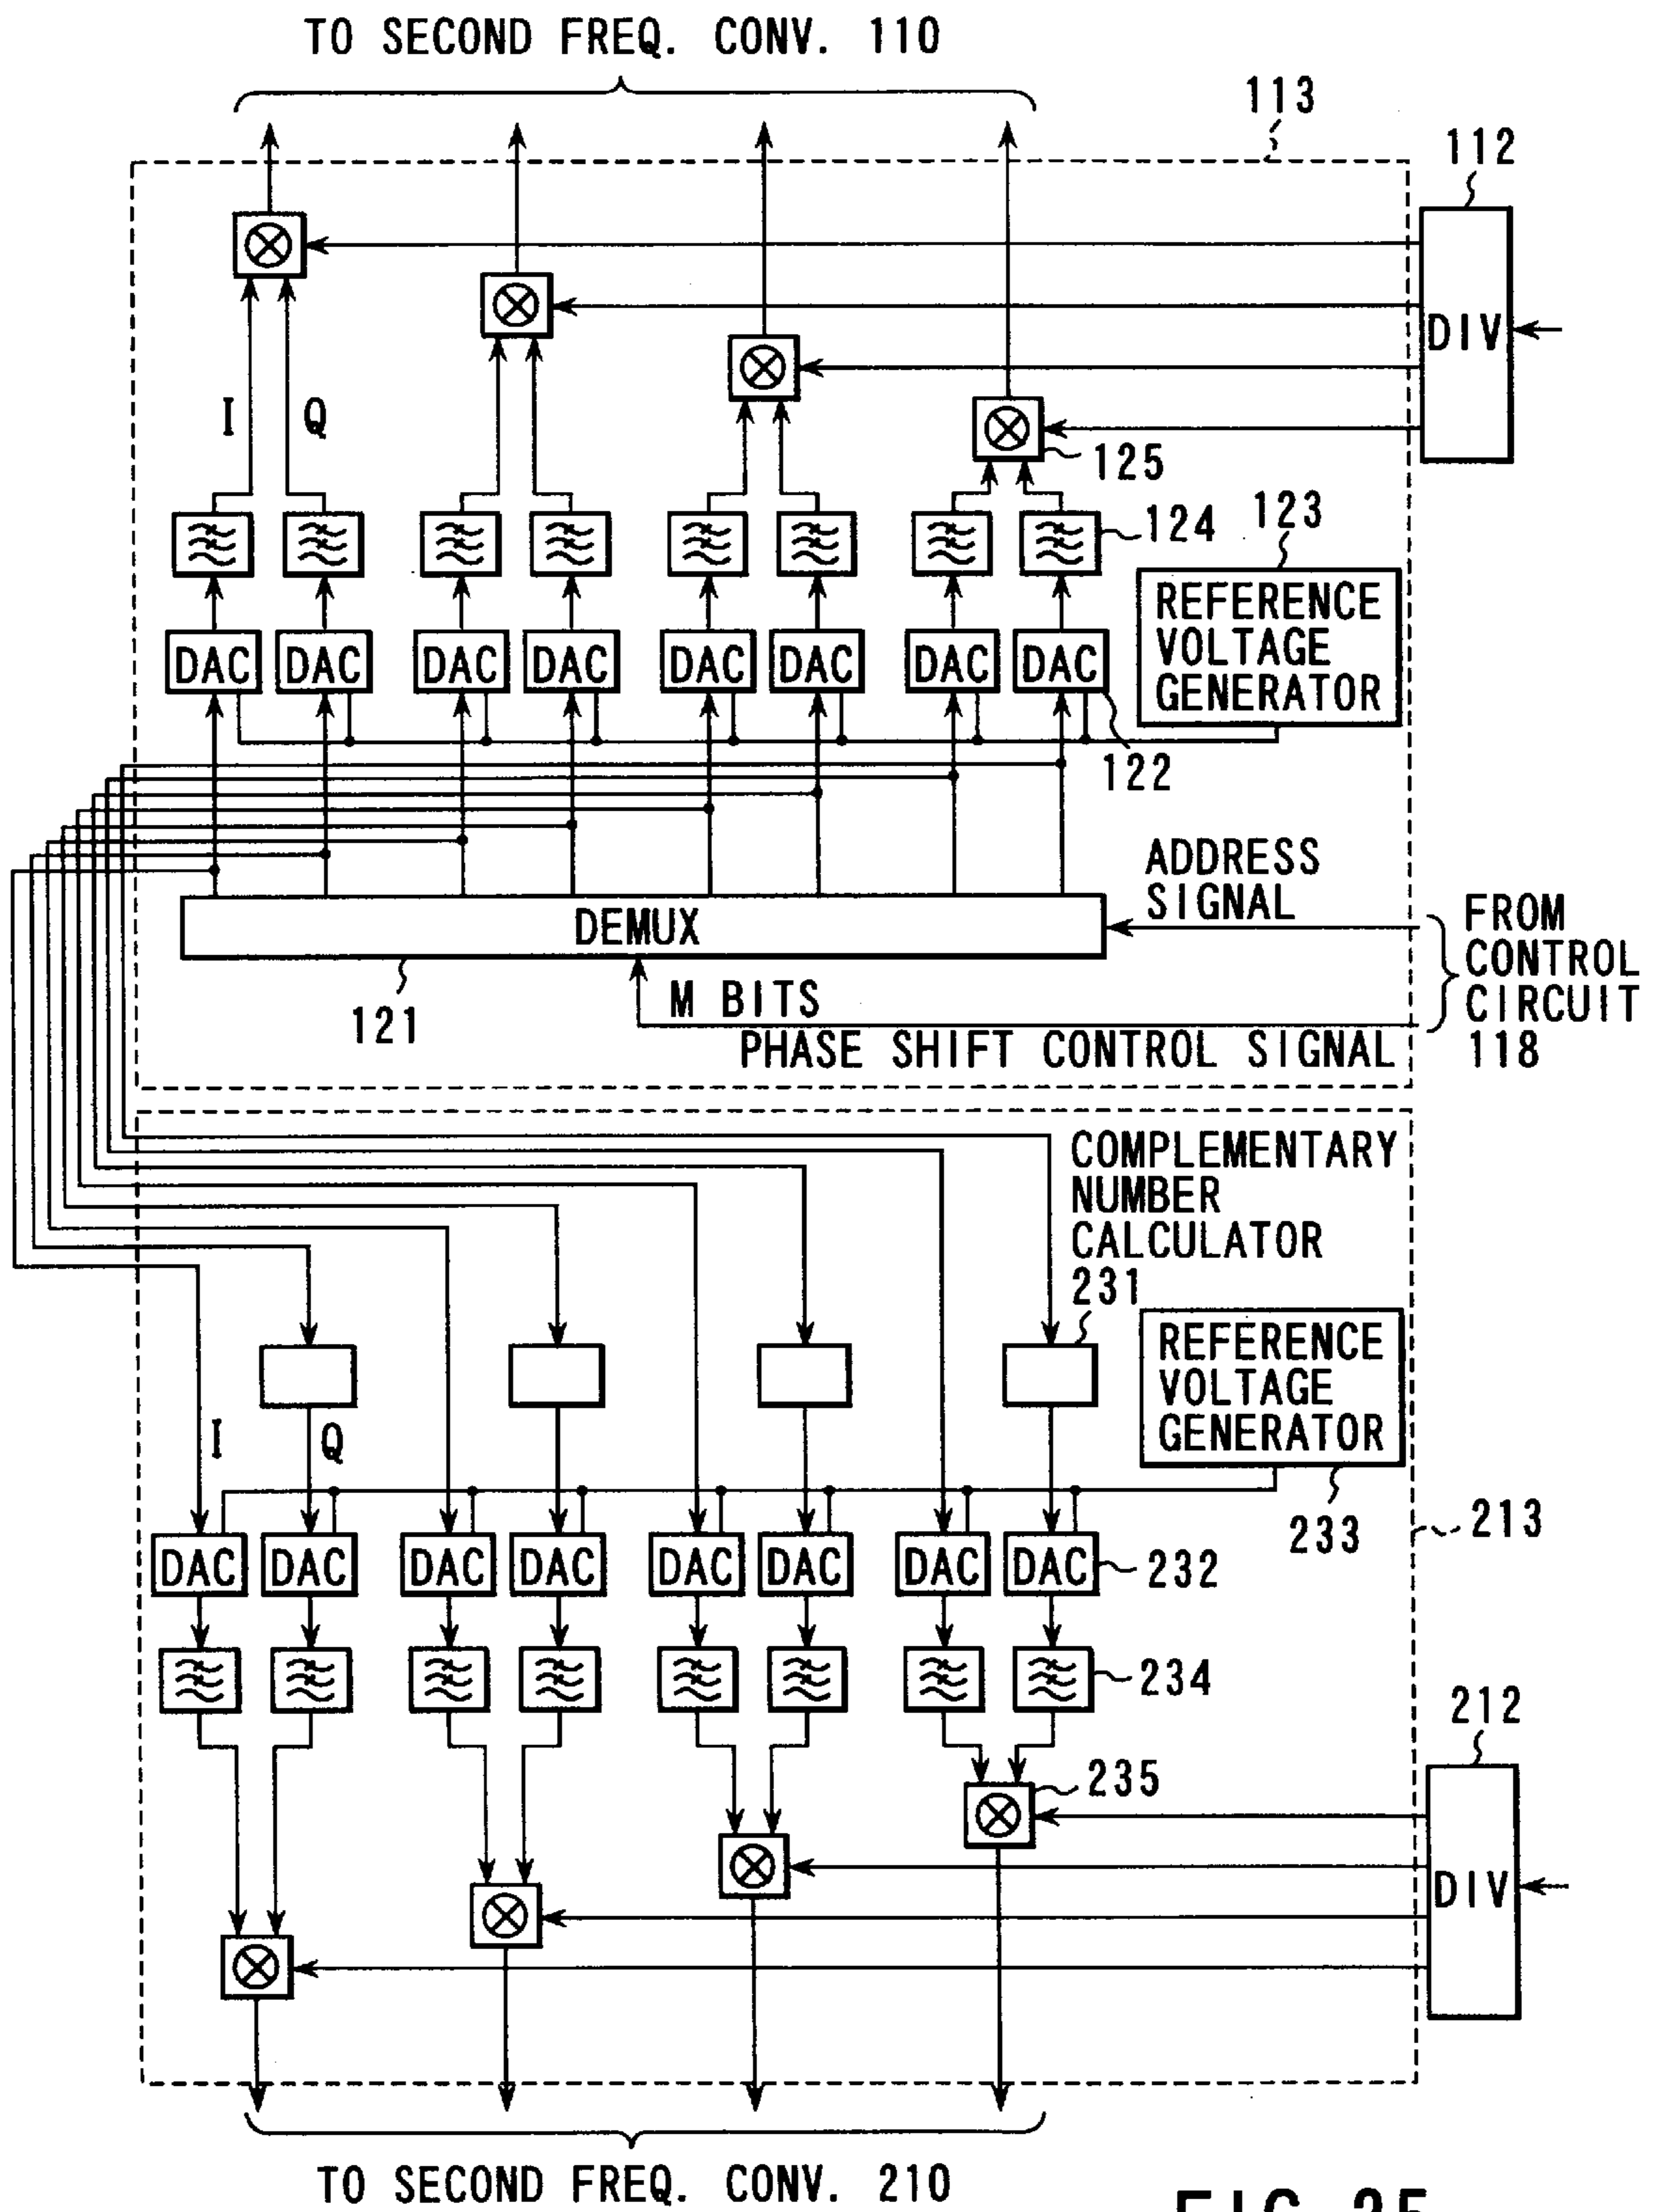 TO SECOND FREQ. CONV. 110
113
112
DIV
I Q
125
124
123
REFERENCE
VOLTAGE
GENERATOR
DAC DAC DAC DAC DAC DAC DAC DAC
122
ADDRESS
SIGNAL
DEMUX
FROM
CONTROL
CIRCUIT
118
121
M BITS
PHASE SHIFT CONTROL SIGNAL
COMPLEMENTARY
NUMBER
CALCULATOR
231
REFERENCE
VOLTAGE
GENERATOR
I Q
233
213
DAC DAC DAC DAC DAC DAC DAC DAC
232
234
212
235
DIV
TO SECOND FREQ. CONV. 210